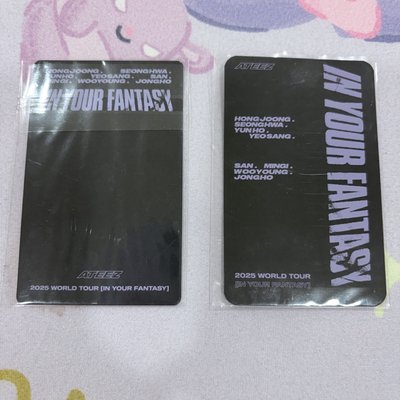 HONGJOONG. SEONGHWA.
YUNHO. YEOSANG. SAN.
MINGI. WOOYOUNG. JONGHO
IN YOUR FANTASY
ATEEZ
2025 WORLD TOUR [IN YOUR FANTASY]
ATEEZ
IN YOUR FANTASY
HONGJOONG.
SEONGHWA.
YUNHO.
YEOSANG.
SAN. MINGI.
WOOYOUNG.
JONGHO
2025 WORLD TOUR
[IN YOUR FANTASY]